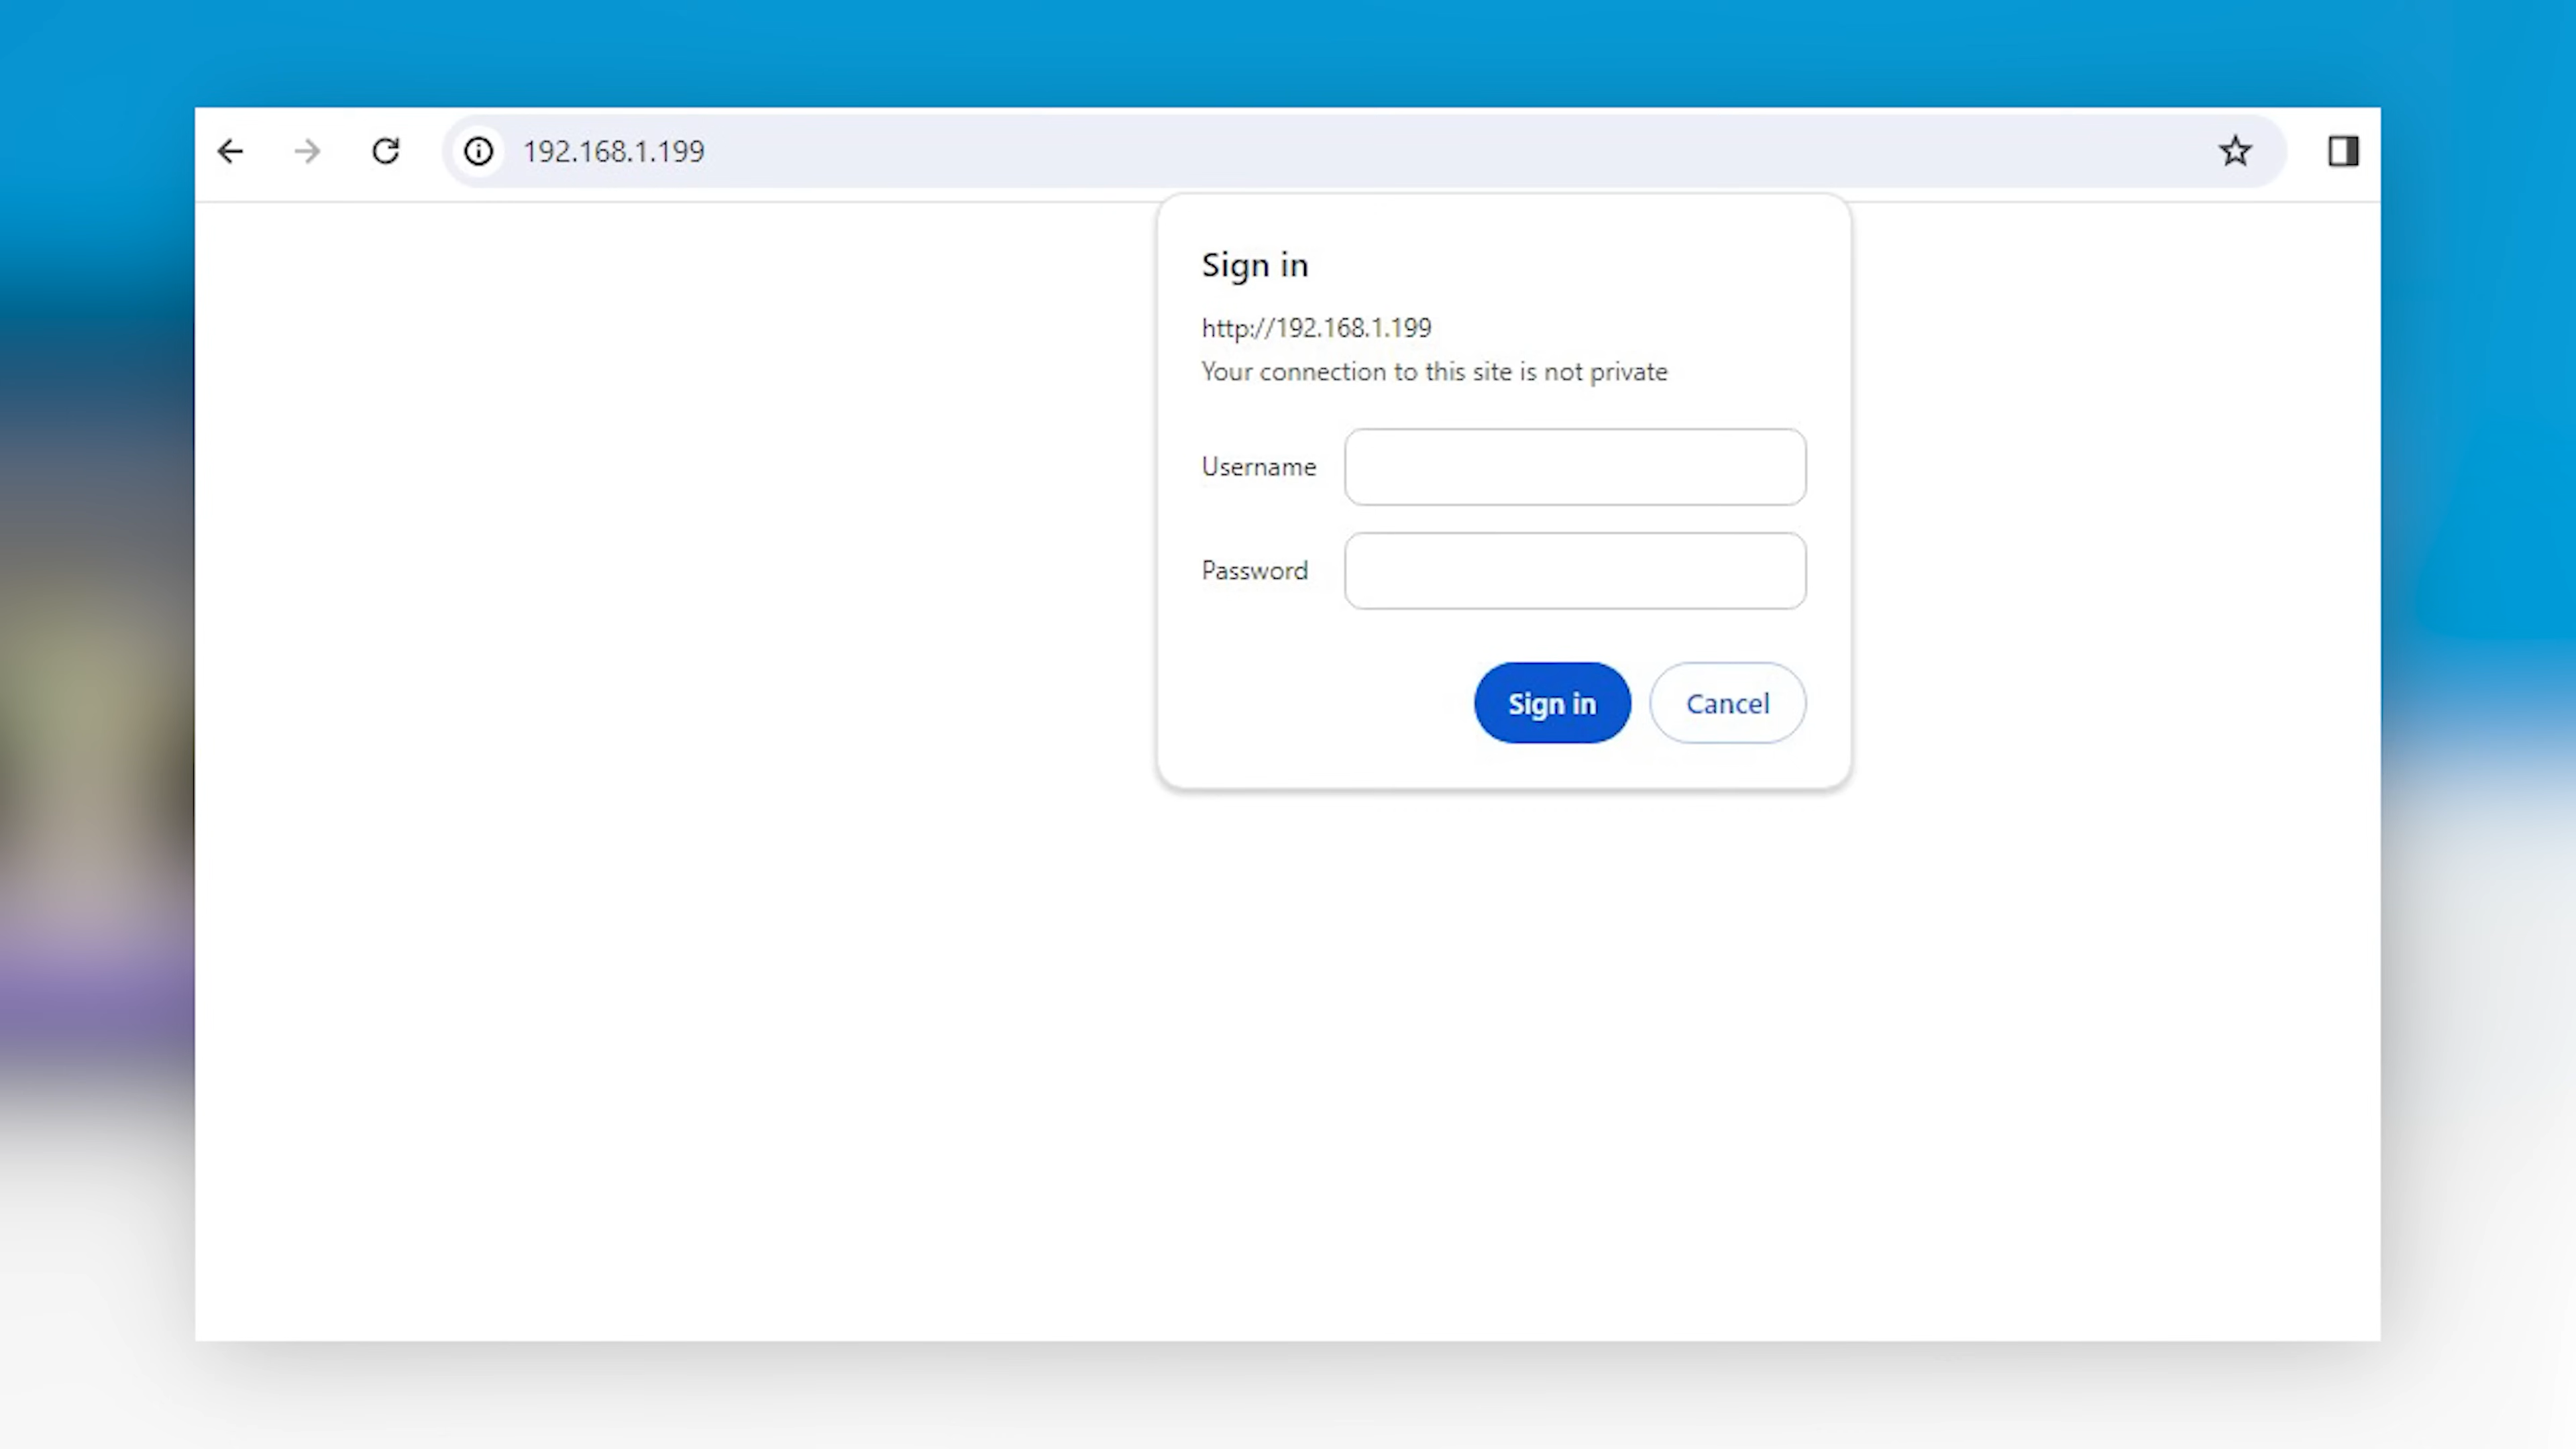 192.168.1.199
Sign in
http://192.168.1.199
Your connection to this site is not private
Username
Password
Sign in
Cancel